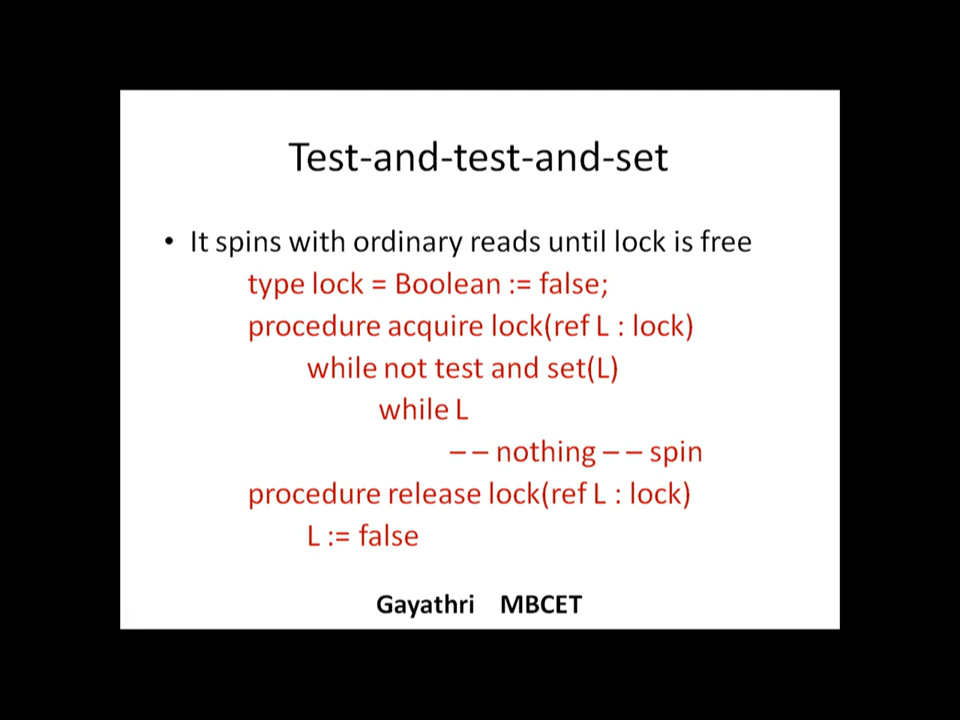 Test-and-test-and-set
• It spins with ordinary reads until lock is free
type lock = Boolean := false;
procedure acquire lock(ref L : lock)
while not test and set(L)
while L
– – nothing – – spin
procedure release lock(ref L : lock)
L := false
Gayathri MBCET